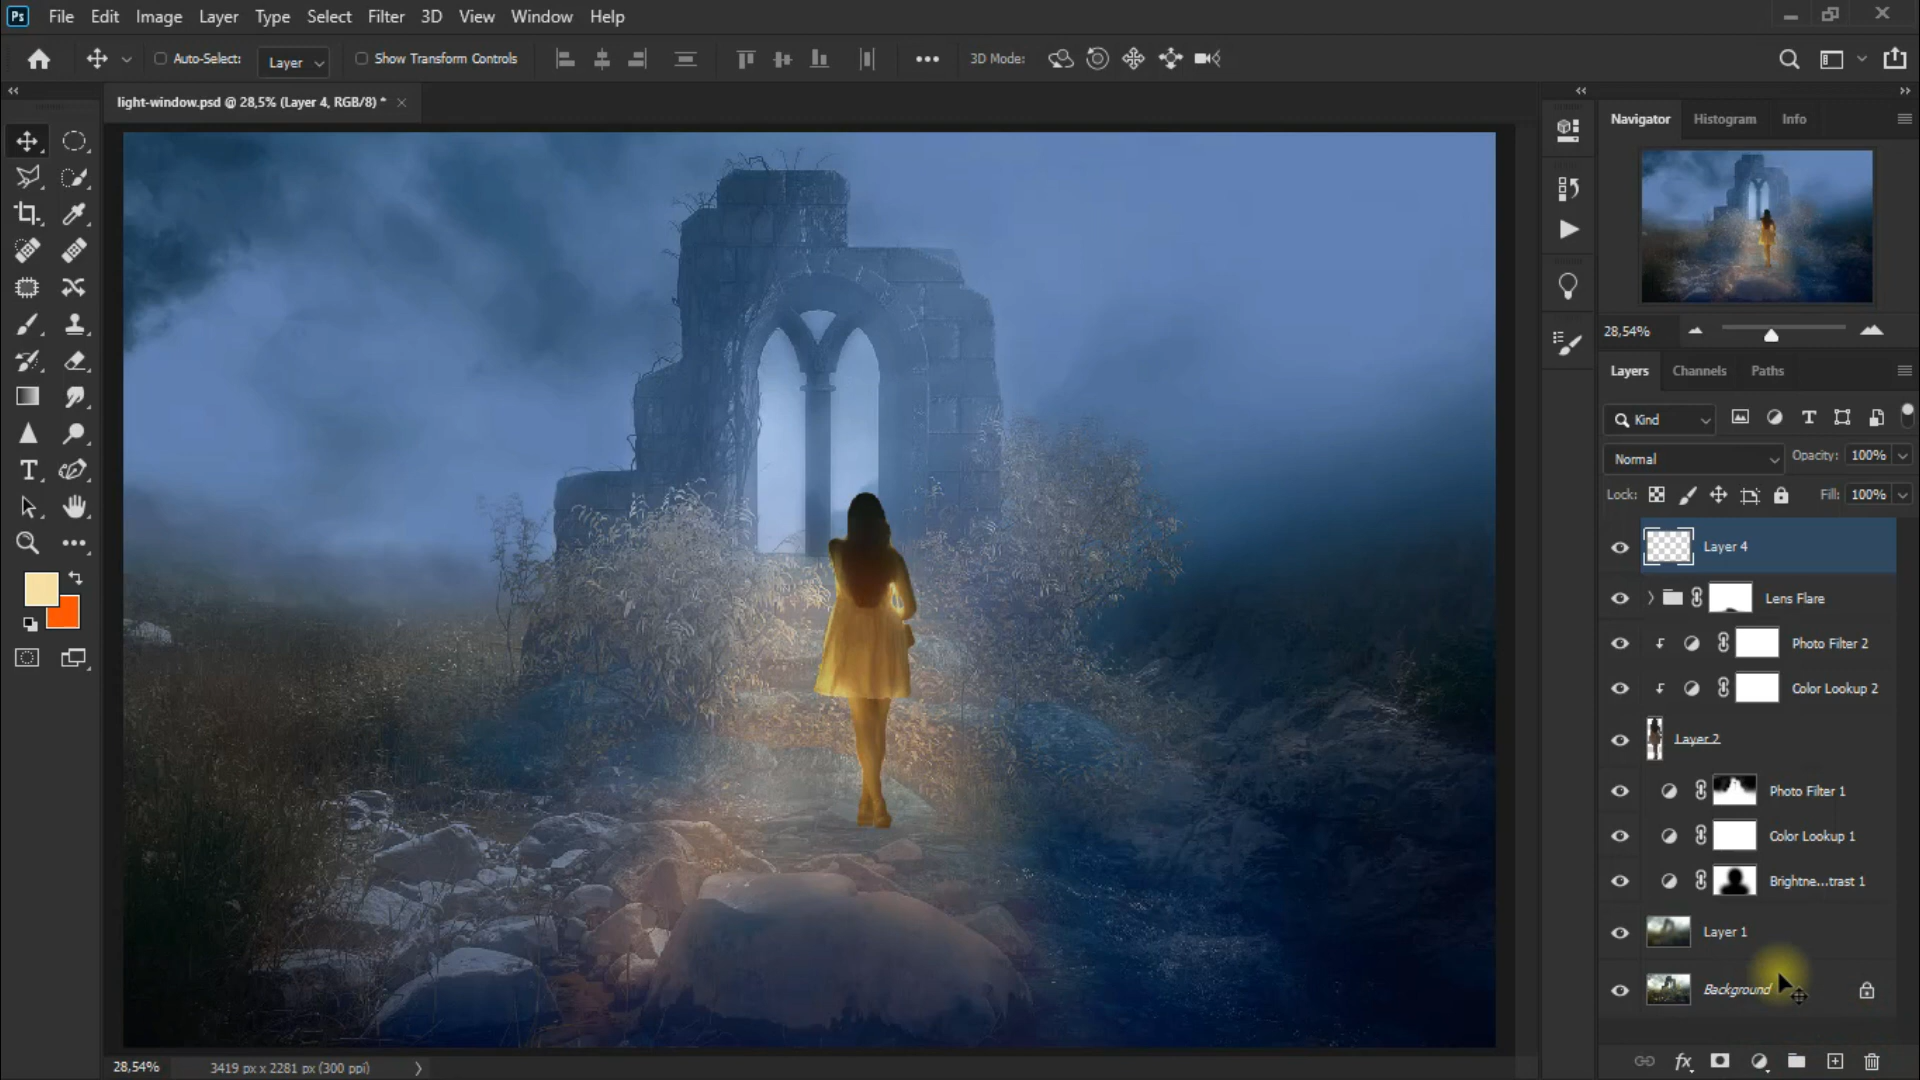 Ps File Edit Image Layer Type Select Filter 3D View Window Help
Auto-Select: Layer Show Transform Controls 3D Mode:
light-window.psd @ 28,5% (Layer 4, RGB/8) *
Navigator Histogram Info
28,54%
Layers Channels Paths
Kind
Normal Opacity: 100%
Lock: Fill: 100%
Layer 4
Lens Flare
Photo Filter 2
Color Lookup 2
Layer 2
Photo Filter 1
Color Lookup 1
Brightne...trast 1
Layer 1
Background
28,54% 3419 px x 2281 px (300 ppi)
fx